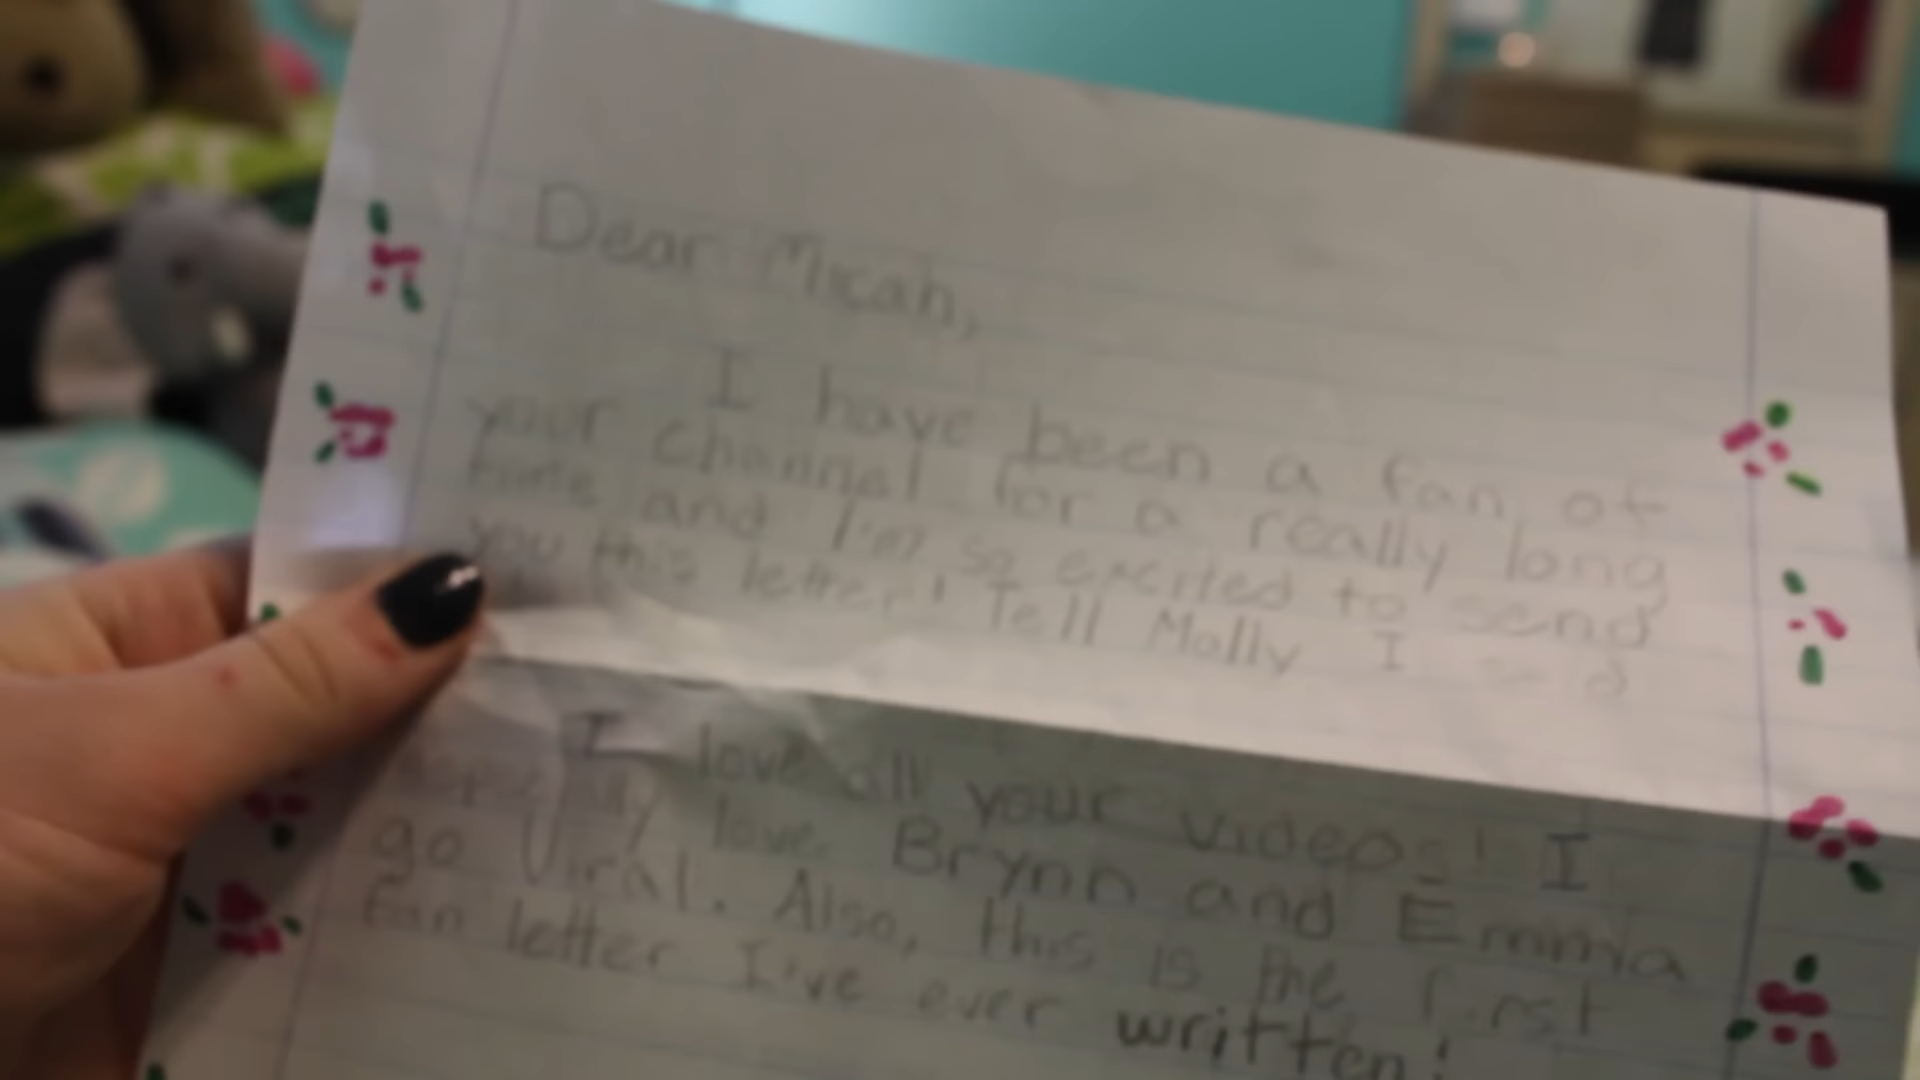 Dear Micah,
I have been a fan of
your channel for a really long
time and I'm so excited to send
you this letter! Tell Molly I
I love all your videos! I
love Brynn and Emma
go Viral. Also, this is the first
fan letter I've ever written!